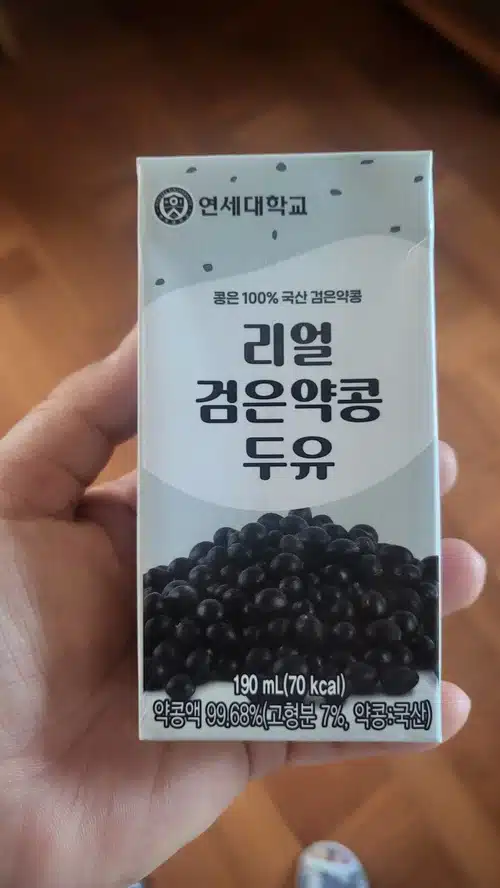 연세대학교
콩은 100% 국산 검은약콩
리얼
검은약콩
두유
190 mL(70 kcal)
약콩액 99.68%(고형분 7%, 약콩:국산)